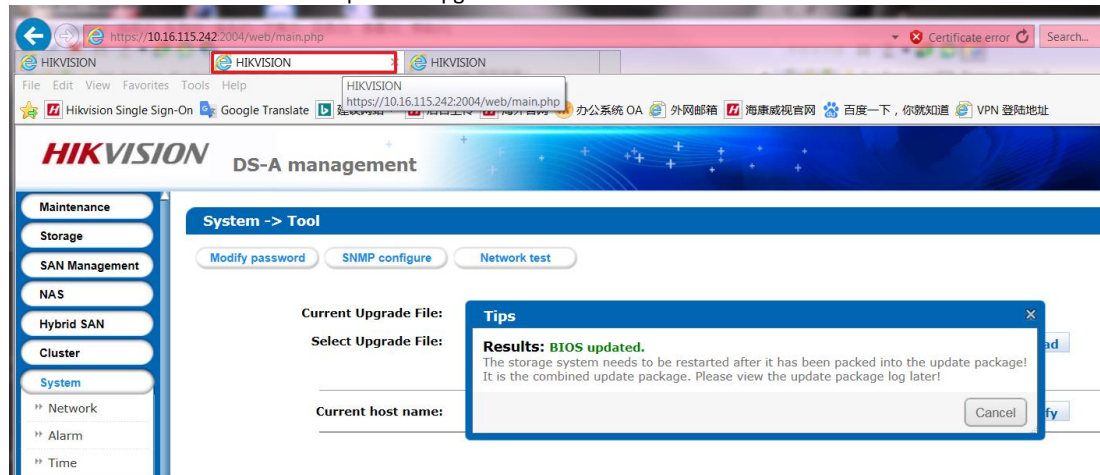 https://10.16.115.242:2004/web/main.php
Certificate error
Search...
HIKVISION
HIKVISION
HIKVISION
File Edit View Favorites Tools Help
HIKVISION
https://10.16.115.242:2004/web/main.php
Hikvision Single Sign-On Google Translate 办公系统 OA 外网邮箱 海康威视官网 百度一下，你就知道 VPN 登陆地址
HIKVISION DS-A management
Maintenance
Storage
SAN Management
NAS
Hybrid SAN
Cluster
System
Network
Alarm
Time
System -> Tool
Modify password SNMP configure Network test
Current Upgrade File:
Select Upgrade File:
ad
Current host name:
fy
Tips
Results: BIOS updated.
The storage system needs to be restarted after it has been packed into the update package!
It is the combined update package. Please view the update package log later!
Cancel